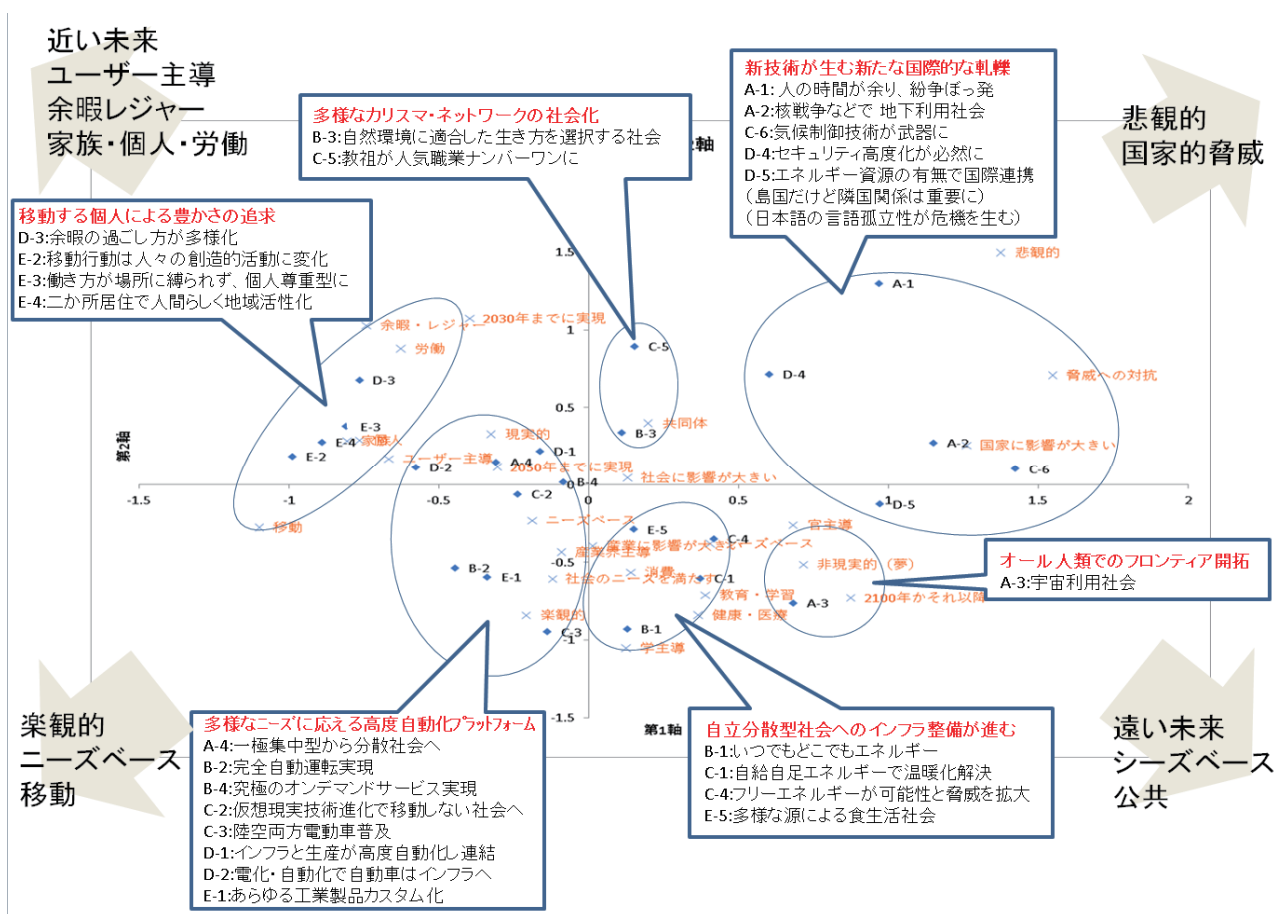 近い未来
ユーザー主導
余暇レジャー
家族・個人・労働
多様なカリスマ・ネットワークの社会化
B-3:自然環境に適合した生き方を選択する社会
C-5:教祖が人気職業ナンバーワンに
2軸
新技術が生む新たな国際的な軋轢
A-1: 人の時間が余り、紛争ぼっ発
A-2:核戦争などで 地下利用社会
C-6:気候制御技術が武器に
D-4:セキュリティ高度化が必然に
D-5:エネルギー資源の有無で国際連携
(島国だけど隣国関係は重要に)
(日本語の言語孤立性が危機を生む)
悲観的
国家的脅威
移動する個人による豊かさの追求
D-3:余暇の過ごし方が多様化
E-2:移動行動は人々の創造的活動に変化
E-3:働き方が場所に縛られず、個人尊重型に
E-4:二か所居住で人間らしく地域活性化
1.5
悲観的
A-1
余暇・レジャー
2030年までに実現
1
労働
C-5
D-3
D-4
脅威への対抗
0.5
第2軸
E-3
E-4
E-2
現実的
共同体
B-3
A-2
国家に影響が大きい
ユーザー主導
D-2
D-1
A-4
2050年までに実現
B-4
社会に影響が大きい
C-6
-1.5
-1
-0.5
0
0.5
1
1.5
2
C-2
D-5
移動
ニーズベース
E-5
官主導
産業界主導
産業に影響が大きい
シーズベース
C-4
-0.5
B-2
E-1
社会のニーズを満たす
消費
C-1
非現実的(夢)
教育・学習
A-3
2100年かそれ以降
楽観的
C-3
B-1
健康・医療
-1
学主導
-1.5
第1軸
オール人類でのフロンティア開拓
A-3:宇宙利用社会
楽観的
ニーズベース
移動
多様なニーズに応える高度自動化プラットフォーム
A-4:一極集中型から分散社会へ
B-2:完全自動運転実現
B-4:究極のオンデマンドサービス実現
C-2:仮想現実技術進化で移動しない社会へ
C-3:陸空両方電動車普及
D-1:インフラと生産が高度自動化し連結
D-2:電化・自動化で自動車はインフラへ
E-1:あらゆる工業製品カスタム化
自立分散型社会へのインフラ整備が進む
B-1:いつでもどこでもエネルギー
C-1:自給自足エネルギーで温暖化解決
C-4:フリーエネルギーが可能性と脅威を拡大
E-5:多様な源による食生活社会
遠い未来
シーズベース
公共